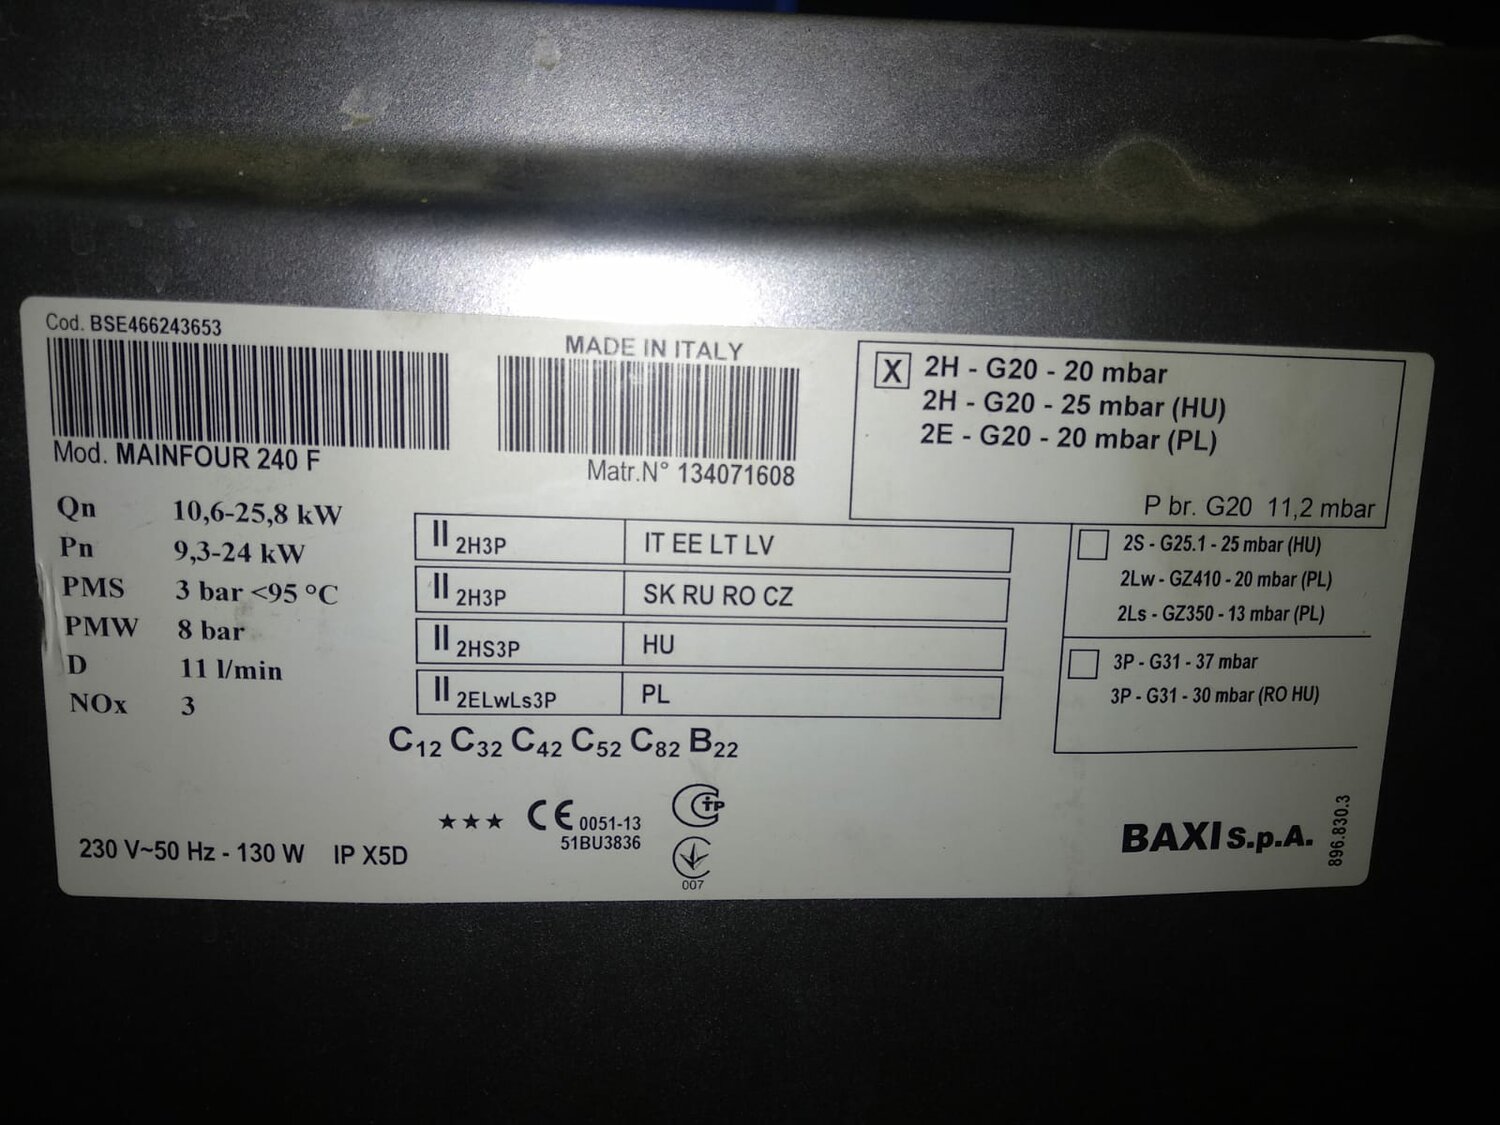 Cod. BSE466243653
Mod. MAINFOUR 240 F
MADE IN ITALY
Matr.N° 134071608
X 2H - G20 - 20 mbar
2H - G20 - 25 mbar (HU)
2E - G20 - 20 mbar (PL)
P br. G20 11,2 mbar
Qn 10,6-25,8 kW
Pn 9,3-24 kW
PMS 3 bar <95 °C
PMW 8 bar
D 11 l/min
NOx 3
II 2H3P IT EE LT LV
II 2H3P SK RU RO CZ
II 2HS3P HU
II 2ELwLs3P PL
2S - G25.1 - 25 mbar (HU)
2Lw - GZ410 - 20 mbar (PL)
2Ls - GZ350 - 13 mbar (PL)
3P - G31 - 37 mbar
3P - G31 - 30 mbar (RO HU)
C12 C32 C42 C52 C82 B22
★★★ CE 0051-13
51BU3836
007
230 V~50 Hz - 130 W IP X5D
BAXI S.p.A.
896.830.3